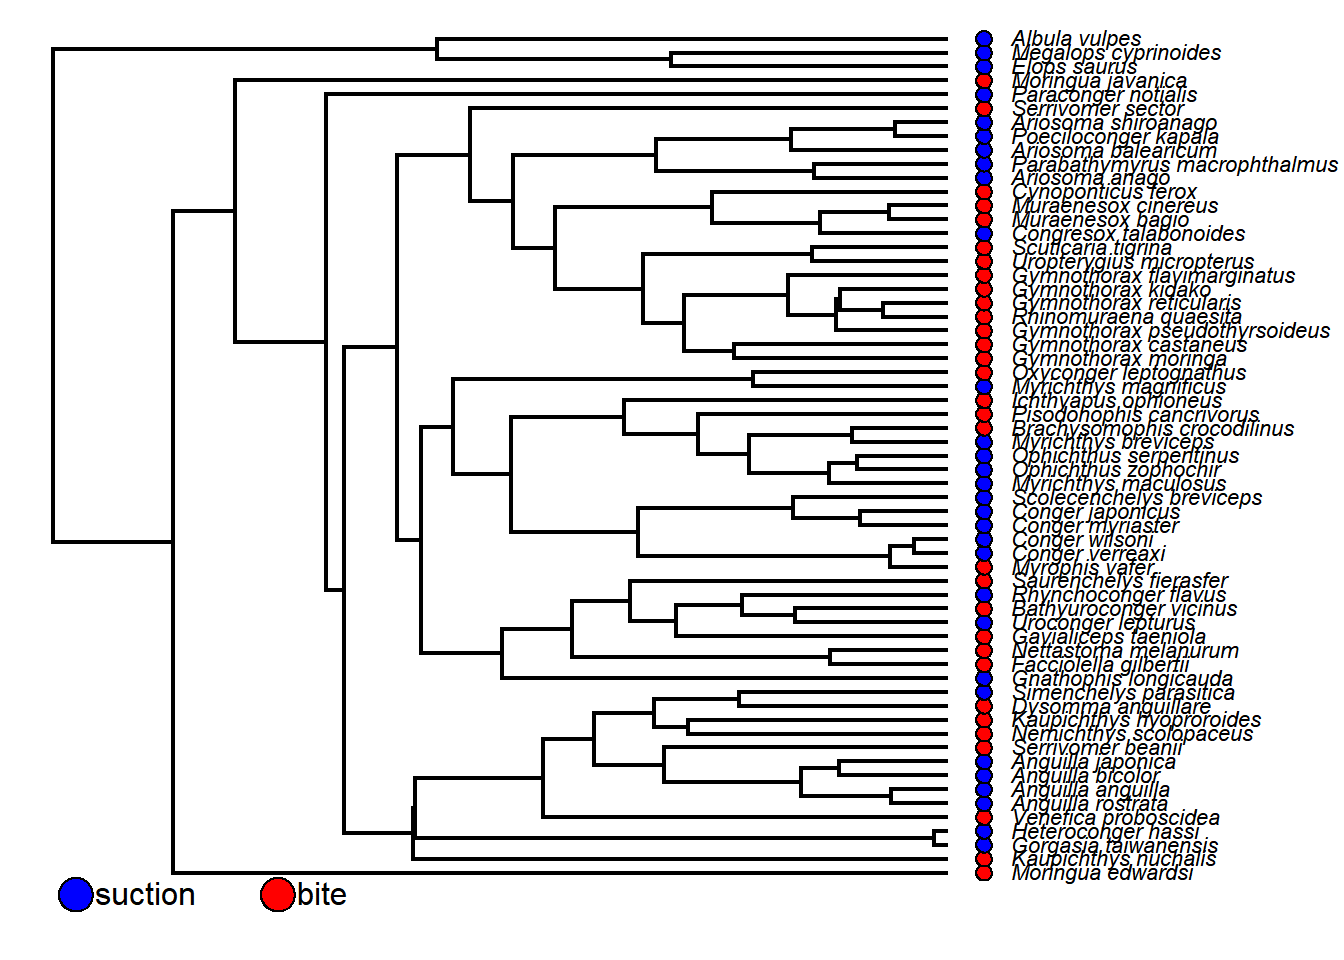 Albula vulpes
Megalops cyprinoides
Elops saurus
Moringua javanica
Paraconger notialis
Serrivomer sector
Ariosoma shiroanago
Poeciloconger kapala
Ariosoma balearicum
Parabathymyrus macrophthalmus
Ariosoma anago
Cynoponticus ferox
Muraenesox cinereus
Muraenesox bagio
Congresox talabonoides
Scuticaria tigrina
Uropterygius micropterus
Gymnothorax flavimarginatus
Gymnothorax kidako
Gymnothorax reticularis
Rhinomuraena quaesita
Gymnothorax pseudothyrsoideus
Gymnothorax castaneus
Gymnothorax moringa
Oxyconger leptognathus
Myrichthys magnificus
Ichthyapus ophioneus
Pisodonophis cancrivorus
Brachysomophis crocodilinus
Myrichthys breviceps
Ophichthus serpentinus
Ophichthus zophochir
Myrichthys maculosus
Scolecenchelys breviceps
Conger japonicus
Conger myriaster
Conger wilsoni
Conger verreaxi
Myrophis vafer
Saurenchelys fierasfer
Rhynchoconger flavus
Bathyuroconger vicinus
Uroconger lepturus
Gavialiceps taeniola
Nettastoma melanurum
Facciolella gilbertii
Gnathophis longicauda
Simenchelys parasitica
Dysomma anguillare
Kaupichthys hyoproroides
Nemichthys scolopaceus
Serrivomer beanii
Anguilla japonica
Anguilla bicolor
Anguilla anguilla
Anguilla rostrata
Venefica proboscidea
Heteroconger hassi
Gorgasia taiwanensis
Kaupichthys nuchalis
Moringua edwardsi
suction bite